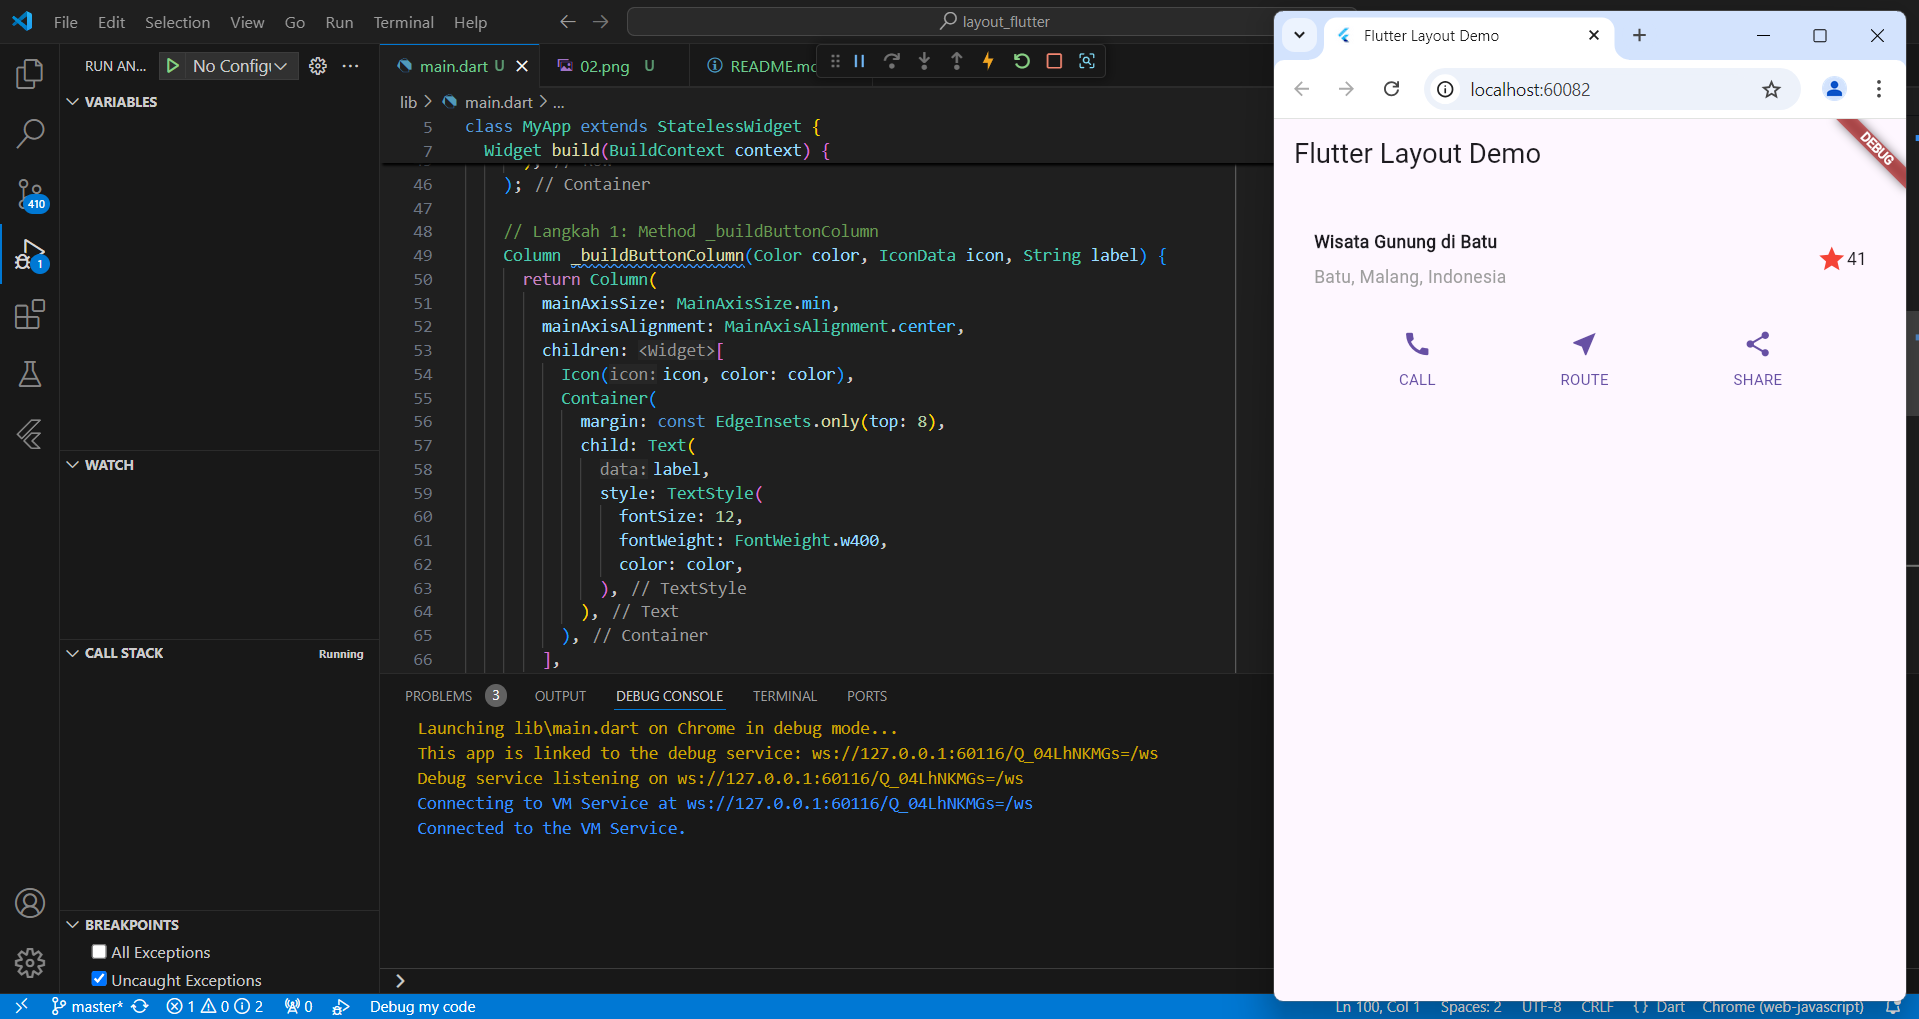 File Edit Selection View Go Run Terminal Help
layout_flutter
RUN AN...
No Config
main.dart U
02.png U
README.m
lib > main.dart > ...
VARIABLES
WATCH
CALL STACK
Running
BREAKPOINTS
All Exceptions
Uncaught Exceptions
410
1
5 class MyApp extends StatelessWidget {
7 Widget build(BuildContext context) {
46 ); // Container
47
48 // Langkah 1: Method _buildButtonColumn
49 Column _buildButtonColumn(Color color, IconData icon, String label) {
50 return Column(
51 mainAxisSize: MainAxisSize.min,
52 mainAxisAlignment: MainAxisAlignment.center,
53 children: <Widget>[
54 Icon(icon: icon, color: color),
55 Container(
56 margin: const EdgeInsets.only(top: 8),
57 child: Text(
58 data: label,
59 style: TextStyle(
60 fontSize: 12,
61 fontWeight: FontWeight.w400,
62 color: color,
63 ), // TextStyle
64 ), // Text
65 ), // Container
66 ],
PROBLEMS 3 OUTPUT DEBUG CONSOLE TERMINAL PORTS
Launching lib\main.dart on Chrome in debug mode...
This app is linked to the debug service: ws://127.0.0.1:60116/Q_04LhNKMGs=/ws
Debug service listening on ws://127.0.0.1:60116/Q_04LhNKMGs=/ws
Connecting to VM Service at ws://127.0.0.1:60116/Q_04LhNKMGs=/ws
Connected to the VM Service.
Flutter Layout Demo
localhost:60082
Flutter Layout Demo
DEBUG
Wisata Gunung di Batu
Batu, Malang, Indonesia
41
CALL ROUTE SHARE
master* 1 0 2 0 Debug my code
Ln 100, Col 1 Spaces: 2 UTF-8 CRLF {} Dart Chrome (web-javascript)